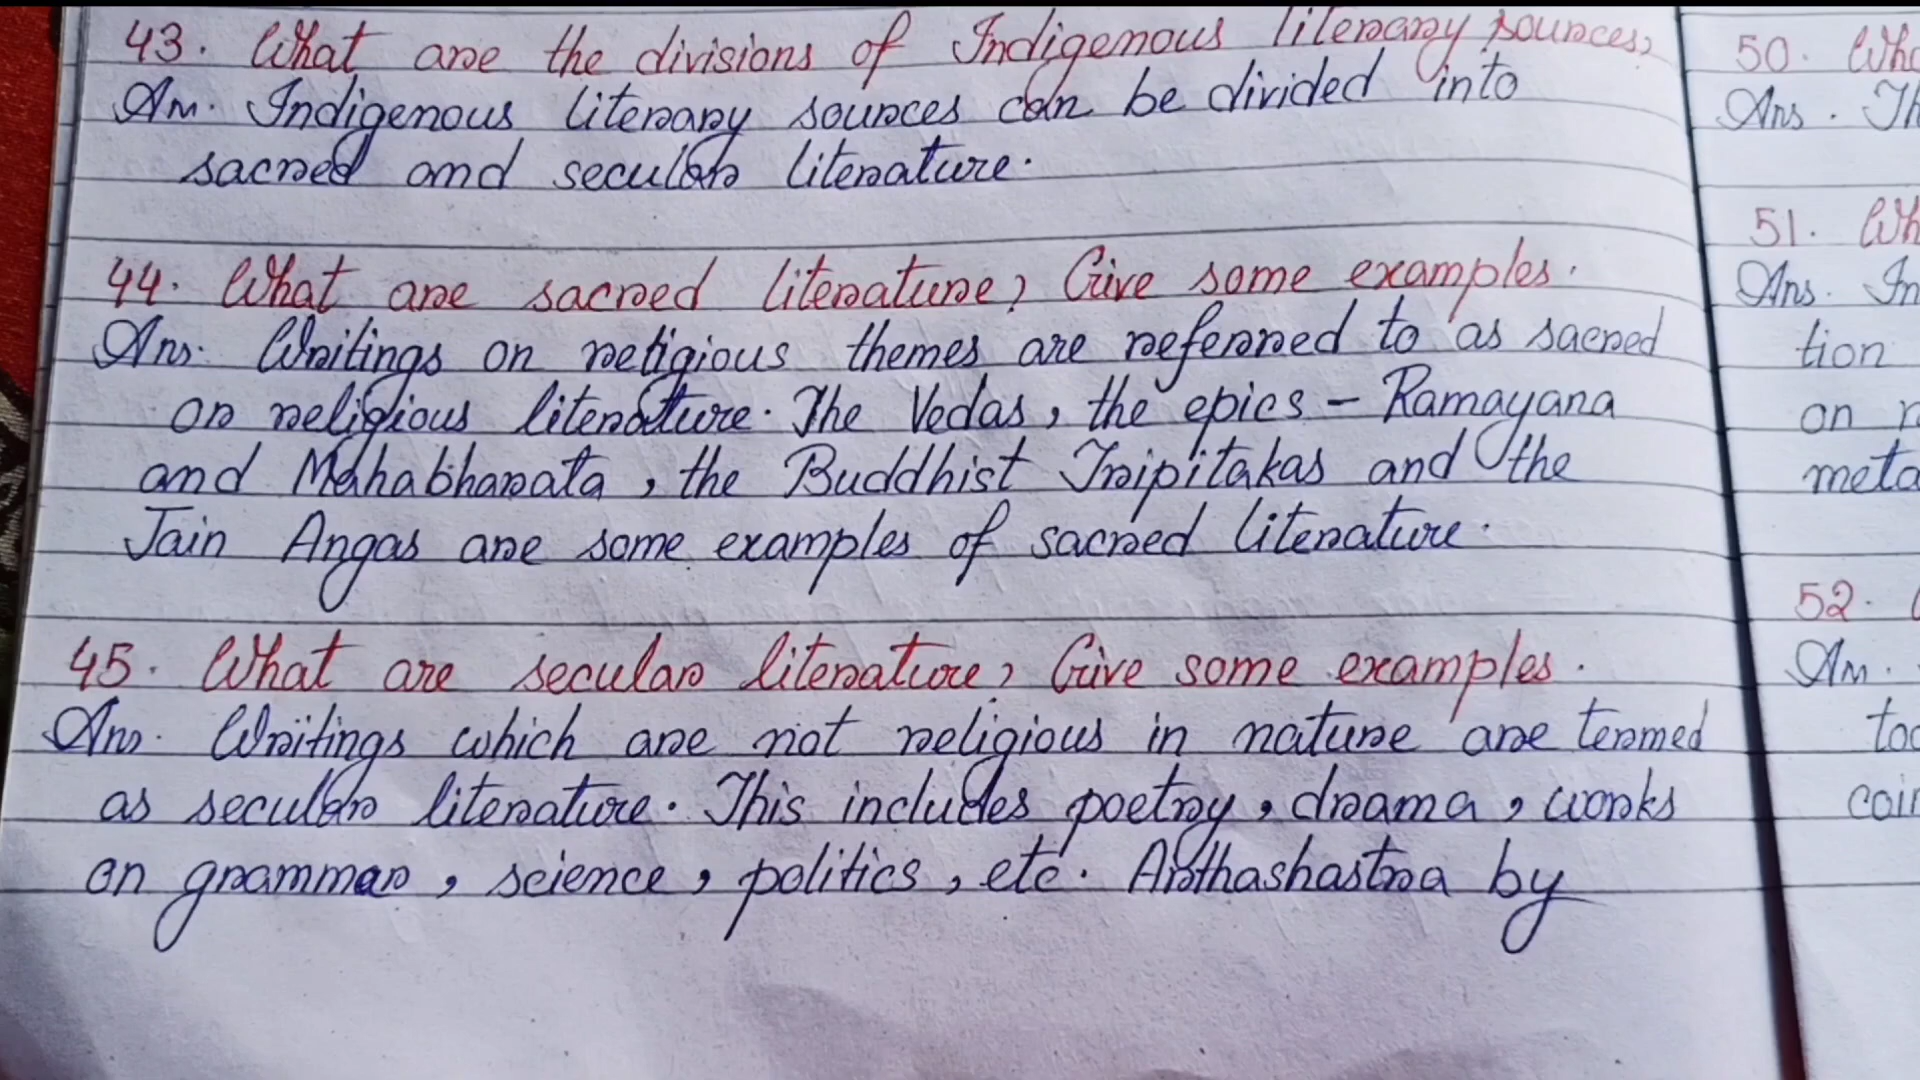 43. What are the divisions of Indigenous literary sources?
Ans. Indigenous literary sources can be divided into
sacred and secular literature.
44. What are sacred literature? Give some examples.
Ans. Writings on religious themes are referred to as sacred
or religious literature. The Vedas, the epics - Ramayana
and Mahabharata, the Buddhist Tripitakas and the
Jain Angas are some examples of sacred literature.
45. What are secular literature? Give some examples.
Ans. Writings which are not religious in nature are termed
as secular literature. This includes poetry, drama, works
on grammar, science, politics, etc. Arthashastra by
50.
Ans.
51.
Ans. In
tion
on
52.
Ans.